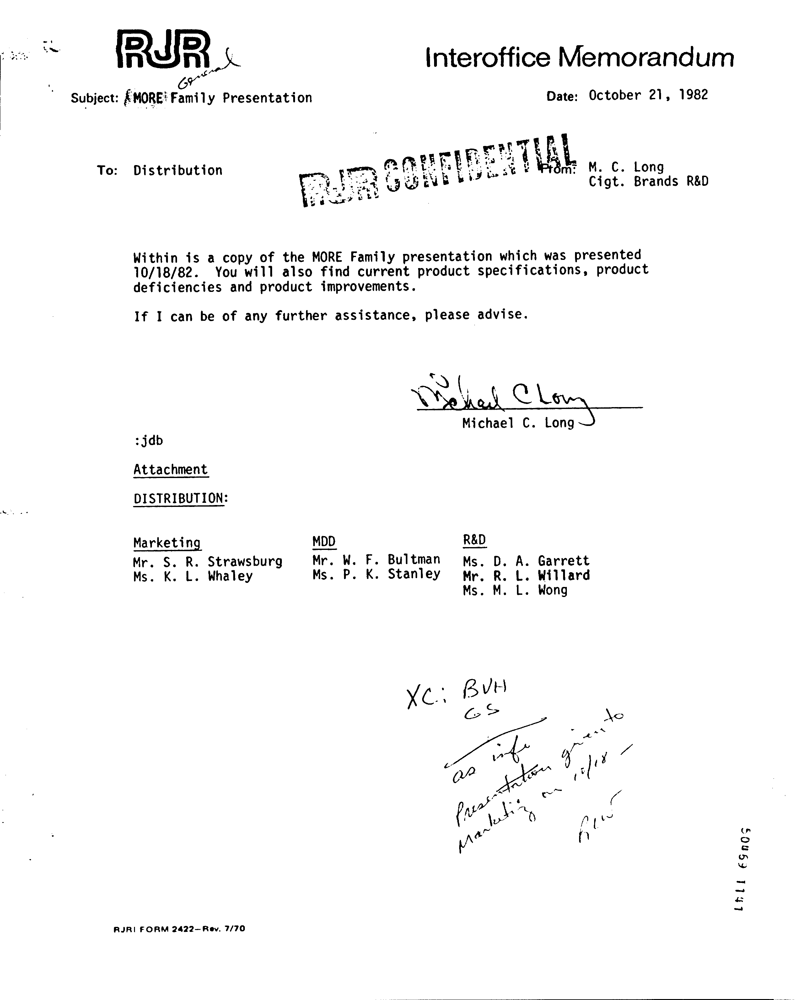 RJR
Interoffice Memorandum
General
Subject: MORE Family Presentation
Date: October 21, 1982
To: Distribution
RJR CONFIDENTIAL
From: M. C. Long
Cigt. Brands R&D
Within is a copy of the MORE Family presentation which was presented
10/18/82. You will also find current product specifications, product
deficiencies and product improvements.
If I can be of any further assistance, please advise.
Michael C Long
Michael C. Long
:jdb
Attachment
DISTRIBUTION:
Marketing
Mr. S. R. Strawsburg
Ms. K. L. Whaley
MDD
Mr. W. F. Bultman
Ms. P. K. Stanley
R&D
Ms. D. A. Garrett
Mr. R. L. Willard
Ms. M. L. Wong
XC: BVH
GS
as info
Presentation given to
Marketing on 10/18 -
RLW
RJRI FORM 2422—Rev. 7/70